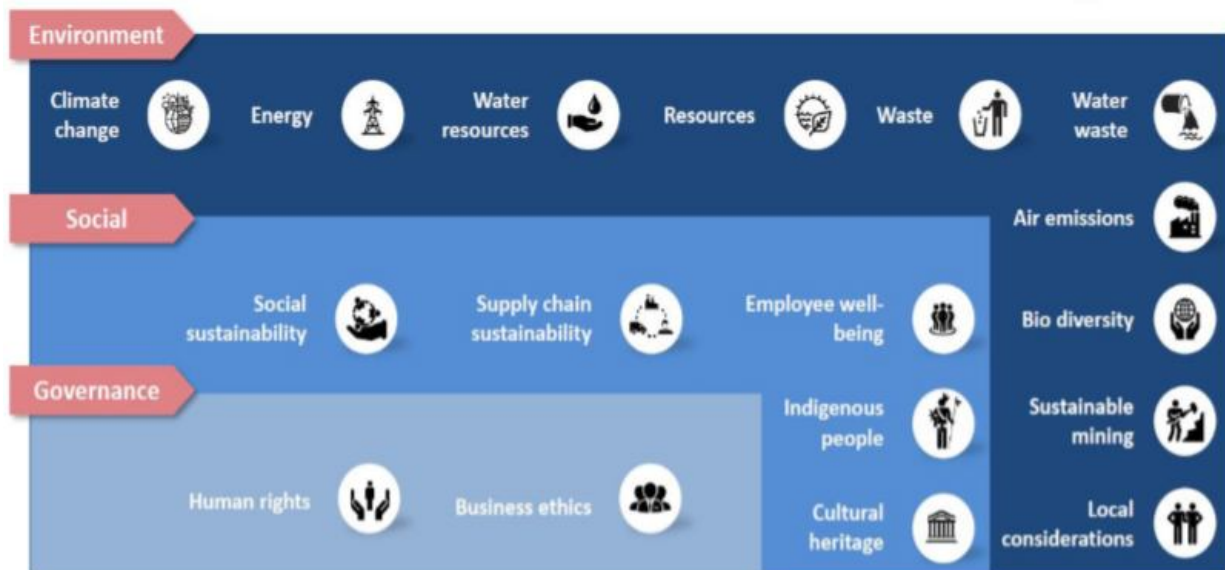 Environment
Climate
change
Energy
Water
resources
Resources
Waste
Water
waste
Social
Air emissions
Social
sustainability
Supply chain
sustainability
Employee well-
being
Bio diversity
Governance
Indigenous
people
Sustainable
mining
Human rights
Business ethics
Cultural
heritage
Local
considerations